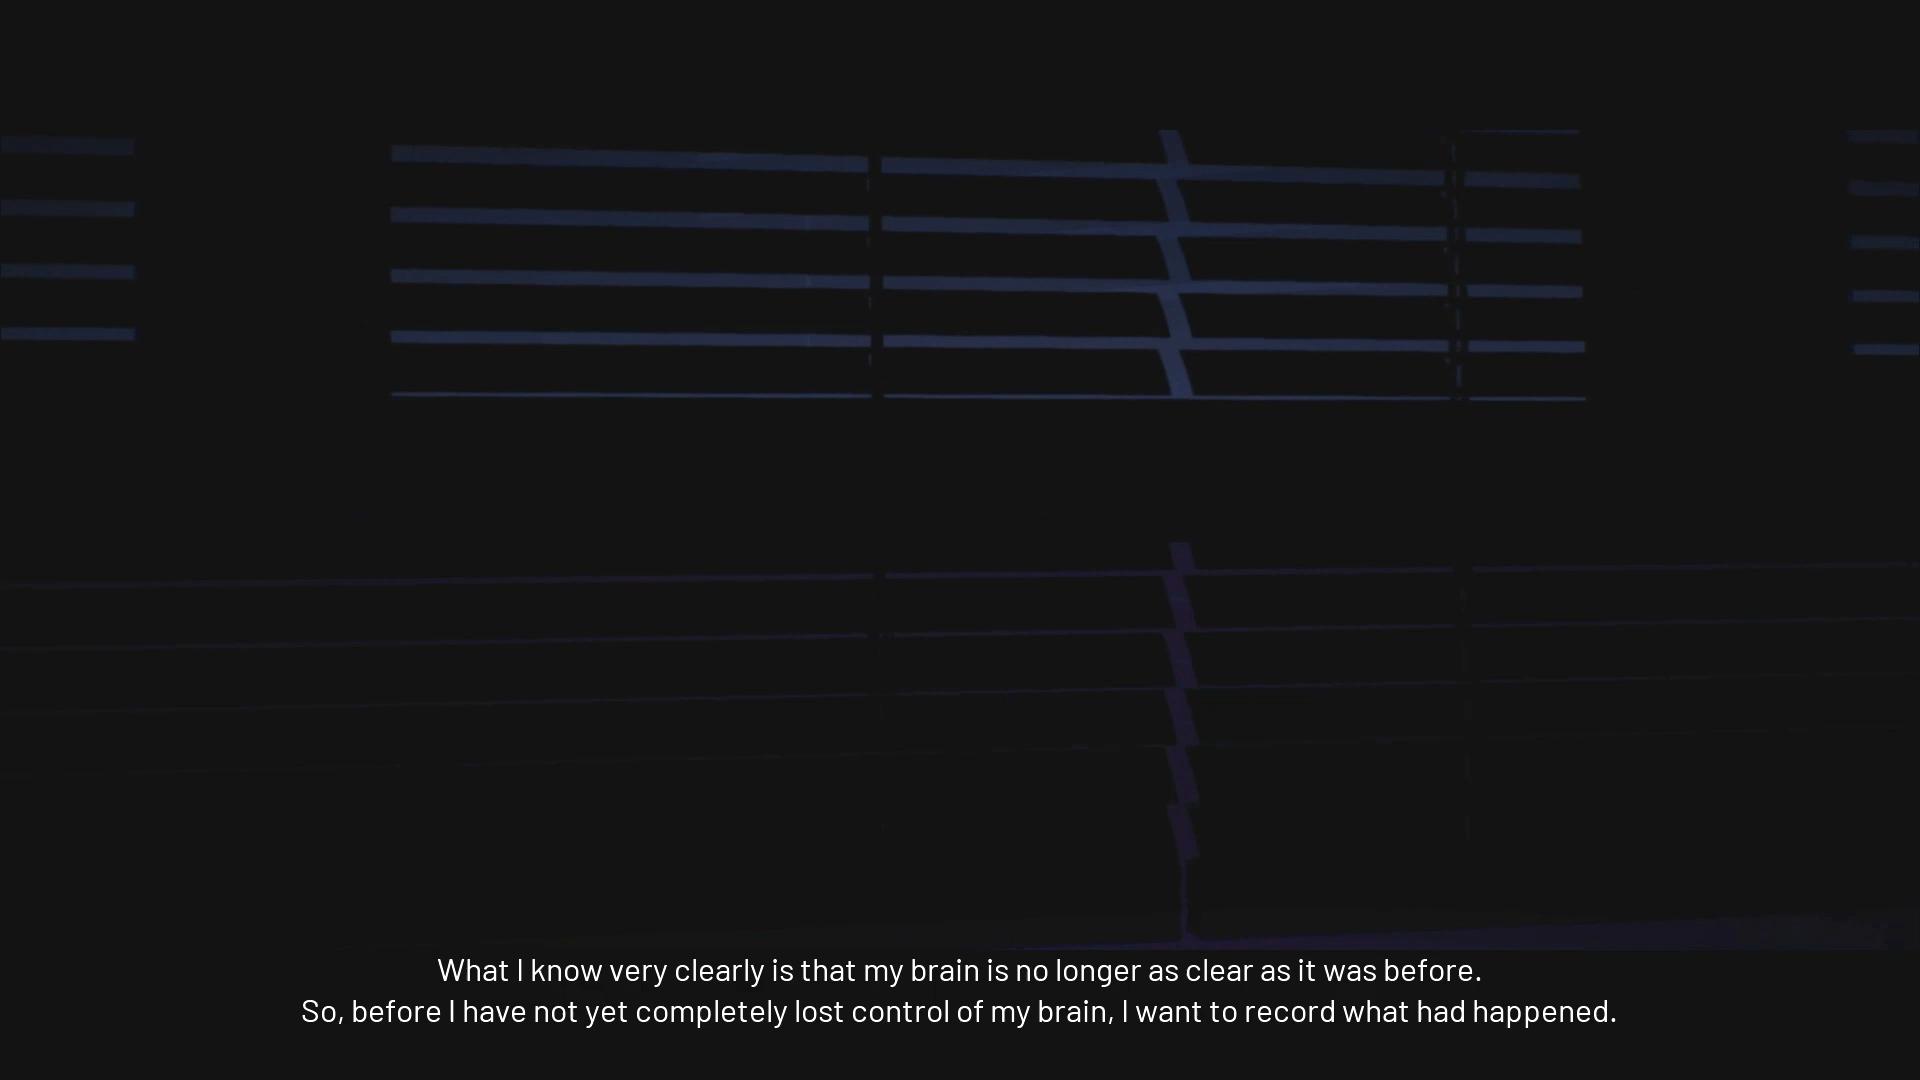 What I know very clearly is that my brain is no longer as clear as it was before.
So, before I have not yet completely lost control of my brain, I want to record what had happened.